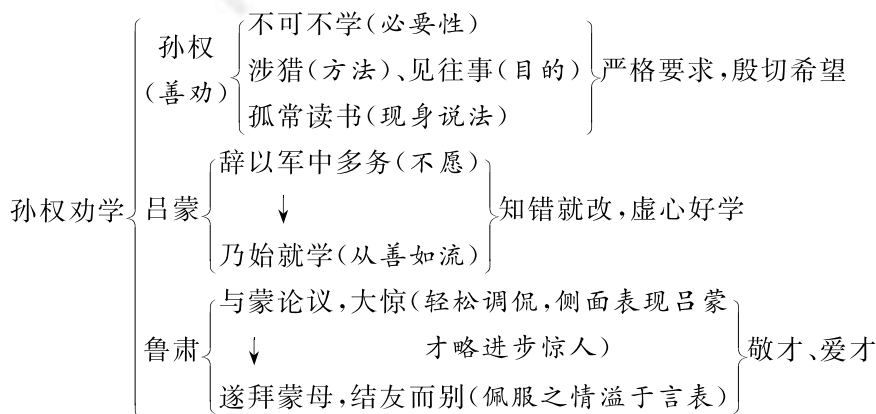 孙权劝学
孙权
(善劝)
不可不学(必要性)
涉猎(方法)、见往事(目的)
孤常读书(现身说法)
严格要求,殷切希望
吕蒙
辞以军中多务(不愿)
↓
乃始就学(从善如流)
知错就改,虚心好学
鲁肃
与蒙论议,大惊(轻松调侃,侧面表现吕蒙
才略进步惊人)
↓
遂拜蒙母,结友而别(佩服之情溢于言表)
敬才、爱才